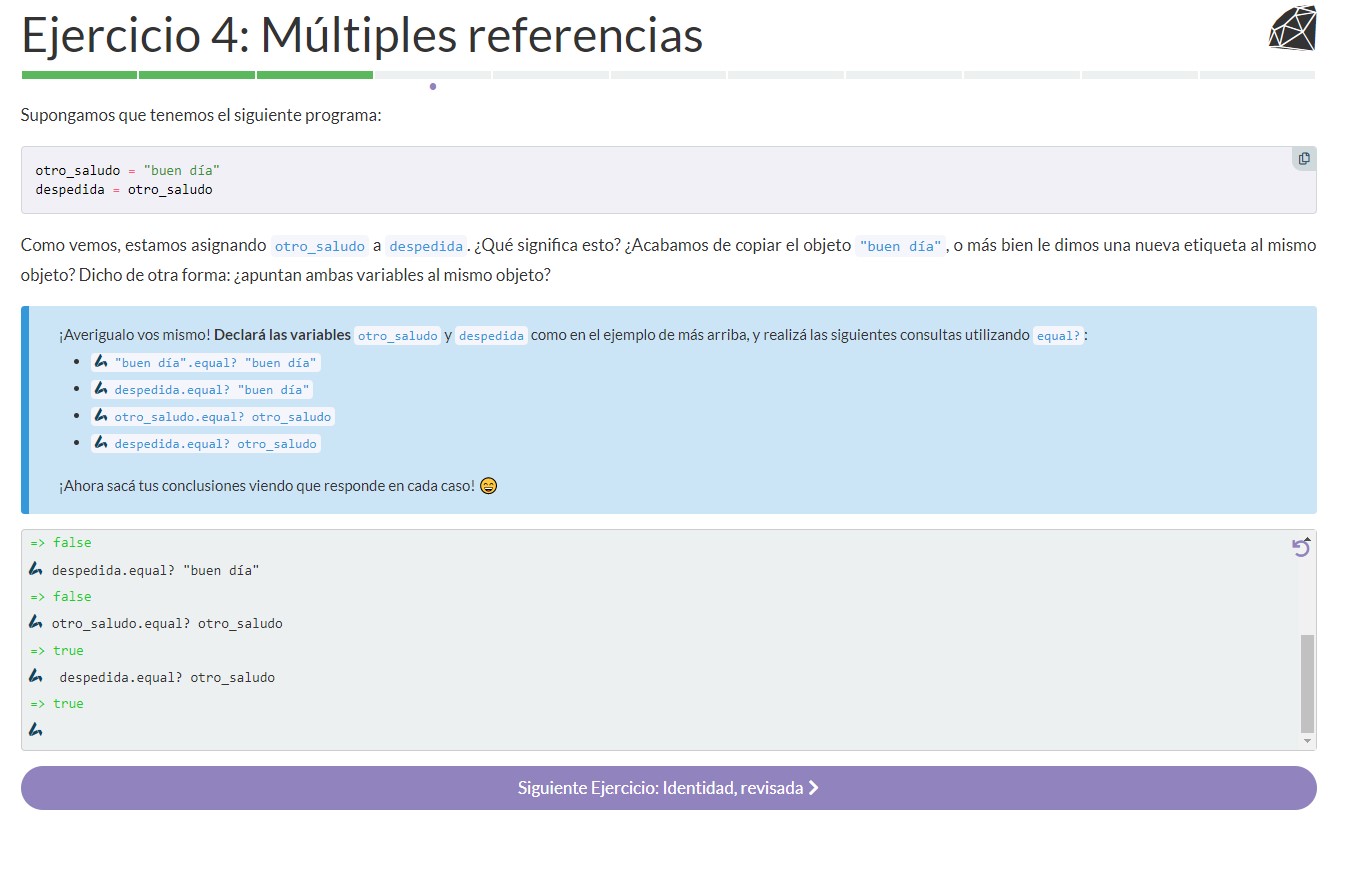 Ejercicio 4: Múltiples referencias
Supongamos que tenemos el siguiente programa:
otro_saludo = "buen día"
despedida = otro_saludo
Como vemos, estamos asignando otro_saludo a despedida. ¿Qué significa esto? ¿Acabamos de copiar el objeto "buen día", o más bien le dimos una nueva etiqueta al mismo
objeto? Dicho de otra forma: ¿apuntan ambas variables al mismo objeto?
¡Averigualo vos mismo! Declará las variables otro_saludo y despedida como en el ejemplo de más arriba, y realizá las siguientes consultas utilizando equal?:
"buen día".equal? "buen día"
despedida.equal? "buen día"
otro_saludo.equal? otro_saludo
despedida.equal? otro_saludo
¡Ahora sacá tus conclusiones viendo que responde en cada caso! 😄
=> false
despedida.equal? "buen día"
=> false
otro_saludo.equal? otro_saludo
=> true
despedida.equal? otro_saludo
=> true
Siguiente Ejercicio: Identidad, revisada